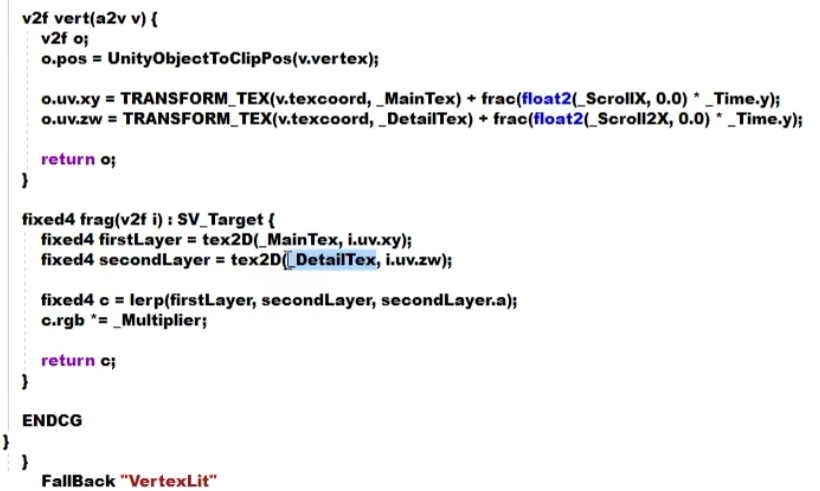 v2f vert(a2v v) {
v2f o;
o.pos = UnityObjectToClipPos(v.vertex);
o.uv.xy = TRANSFORM_TEX(v.texcoord, _MainTex) + frac(float2(_ScrollX, 0.0) * _Time.y);
o.uv.zw = TRANSFORM_TEX(v.texcoord, _DetailTex) + frac(float2(_Scroll2X, 0.0) * _Time.y);
return o;
}
fixed4 frag(v2f i) : SV_Target {
fixed4 firstLayer = tex2D(_MainTex, i.uv.xy);
fixed4 secondLayer = tex2D(_DetailTex, i.uv.zw);
fixed4 c = lerp(firstLayer, secondLayer, secondLayer.a);
c.rgb *= _Multiplier;
return c;
}
ENDCG
}
}
FallBack "VertexLit"